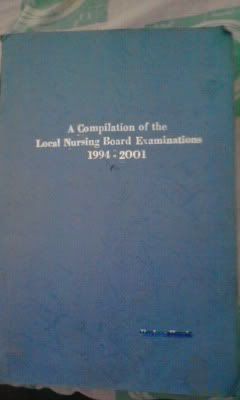 A Compilation of the
Local Nursing Board Examinations
1994 - 2001